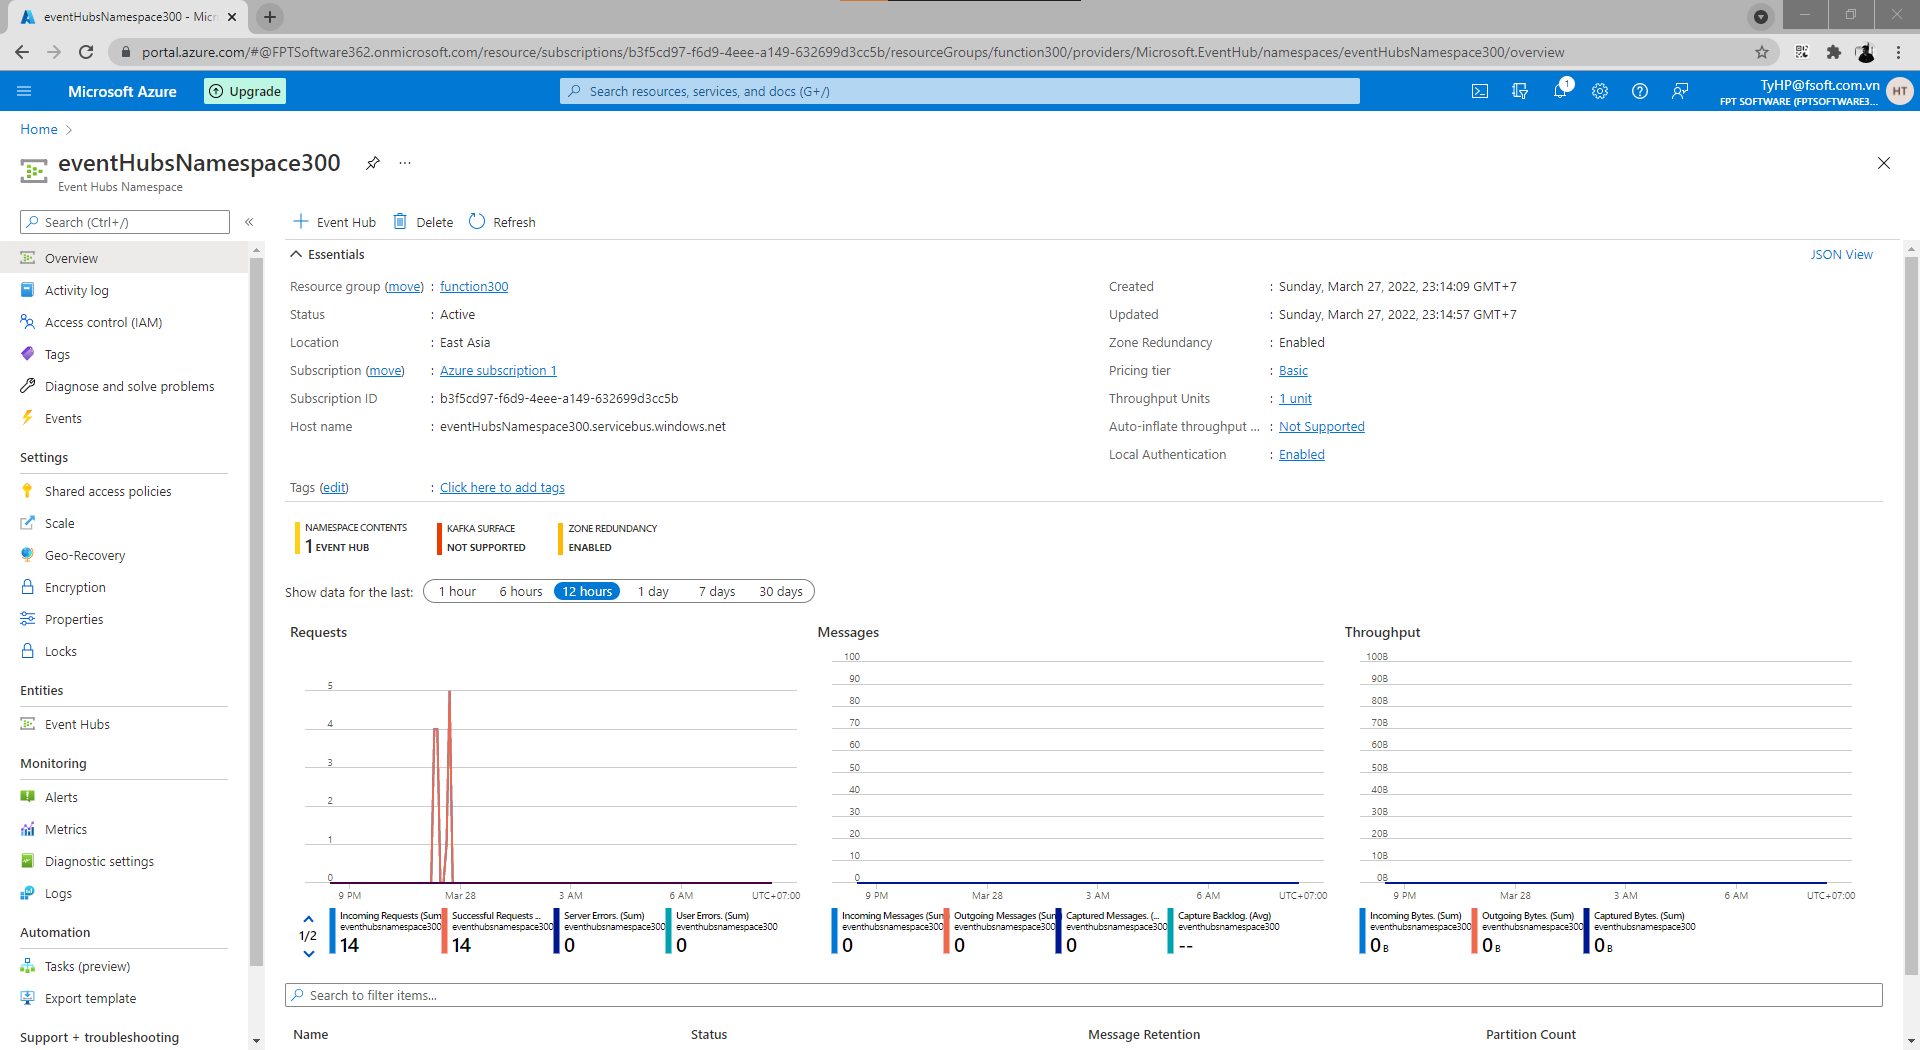 eventHubsNamespace300 - Micr
portal.azure.com/#@FPTSoftware362.onmicrosoft.com/resource/subscriptions/b3f5cd97-f6d9-4eee-a149-632699d3cc5b/resourceGroups/function300/providers/Microsoft.EventHub/namespaces/eventHubsNamespace300/overview
Microsoft Azure
Upgrade
Search resources, services, and docs (G+/)
1
TyHP@fsoft.com.vn
FPT SOFTWARE (FPTSOFTWARE3...
HT
Home
eventHubsNamespace300
Event Hubs Namespace
Search (Ctrl+/)
Overview
Activity log
Access control (IAM)
Tags
Diagnose and solve problems
Events
Settings
Shared access policies
Scale
Geo-Recovery
Encryption
Properties
Locks
Entities
Event Hubs
Monitoring
Alerts
Metrics
Diagnostic settings
Logs
Automation
Tasks (preview)
Export template
Support + troubleshooting
Event Hub Delete Refresh
Essentials
JSON View
Resource group (move) : function300
Status : Active
Location : East Asia
Subscription (move) : Azure subscription 1
Subscription ID : b3f5cd97-f6d9-4eee-a149-632699d3cc5b
Host name : eventHubsNamespace300.servicebus.windows.net
Created : Sunday, March 27, 2022, 23:14:09 GMT+7
Updated : Sunday, March 27, 2022, 23:14:57 GMT+7
Zone Redundancy : Enabled
Pricing tier : Basic
Throughput Units : 1 unit
Auto-inflate throughput ... : Not Supported
Local Authentication : Enabled
Tags (edit) : Click here to add tags
NAMESPACE CONTENTS
1 EVENT HUB
KAFKA SURFACE
NOT SUPPORTED
ZONE REDUNDANCY
ENABLED
Show data for the last: 1 hour 6 hours 12 hours 1 day 7 days 30 days
Requests
5
4
3
2
1
0
9 PM Mar 28 3 AM 6 AM UTC+07:00
1/2
Incoming Requests (Sum
eventhubsnamespace300
14
Successful Requests ...
eventhubsnamespace300
14
Server Errors. (Sum)
eventhubsnamespace300
0
User Errors. (Sum)
eventhubsnamespace300
0
Messages
100
90
80
70
60
50
40
30
20
10
0
9 PM Mar 28 3 AM 6 AM UTC+07:00
Incoming Messages (Sum
eventhubsnamespace300
0
Outgoing Messages (Sum
eventhubsnamespace300
0
Captured Messages. (...
eventhubsnamespace300
0
Capture Backlog. (Avg)
eventhubsnamespace300
--
Throughput
100B
90B
80B
70B
60B
50B
40B
30B
20B
10B
0B
9 PM Mar 28 3 AM 6 AM UTC+07:00
Incoming Bytes. (Sum)
eventhubsnamespace300
0 B
Outgoing Bytes. (Sum)
eventhubsnamespace300
0 B
Captured Bytes. (Sum)
eventhubsnamespace300
0 B
Search to filter items...
Name Status Message Retention Partition Count